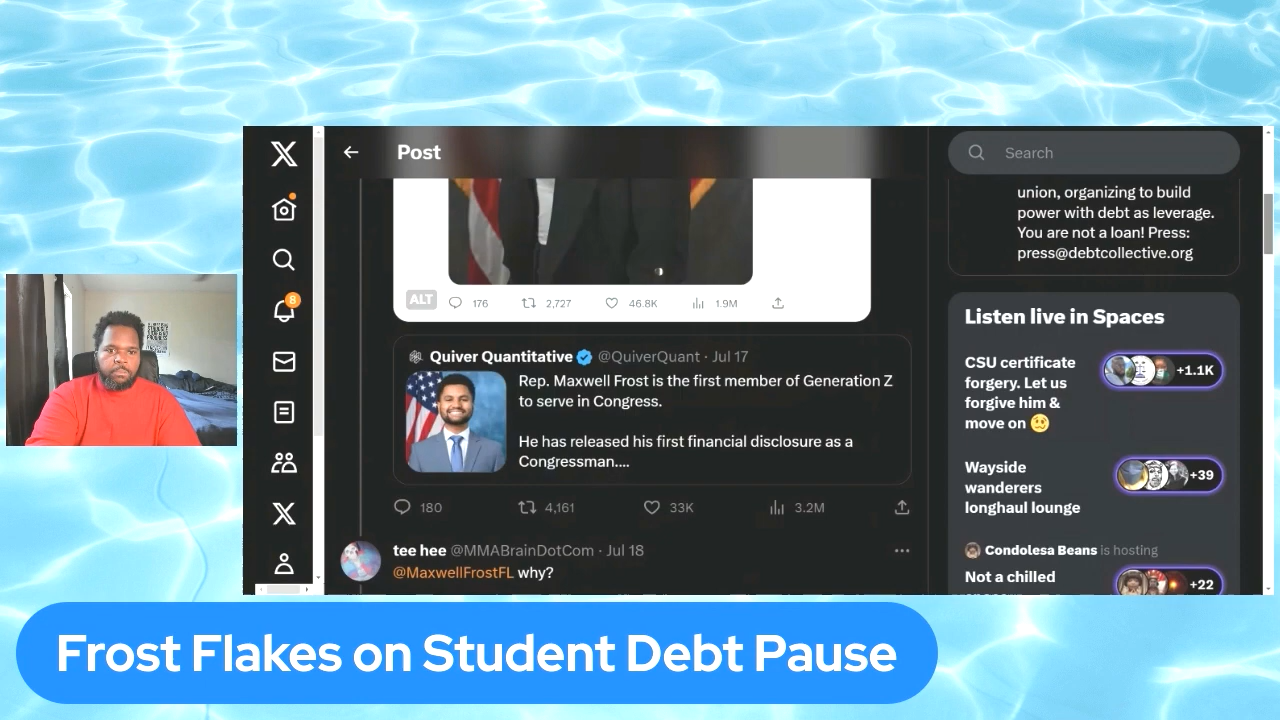 Post
ALT
176
2,727
46.8K
1.9M
Quiver Quantitative @QuiverQuant · Jul 17
Rep. Maxwell Frost is the first member of Generation Z
to serve in Congress.
He has released his first financial disclosure as a
Congressman....
180
4,161
33K
3.2M
tee hee @MMABrainDotCom · Jul 18
@MaxwellFrostFL why?
8
Search
union, organizing to build
power with debt as leverage.
You are not a loan! Press:
press@debtcollective.org
Listen live in Spaces
CSU certificate
forgery. Let us
forgive him &
move on 🥴
+1.1K
Wayside
wanderers
longhaul lounge
+39
Condolesa Beans is hosting
Not a chilled
+22
Frost Flakes on Student Debt Pause